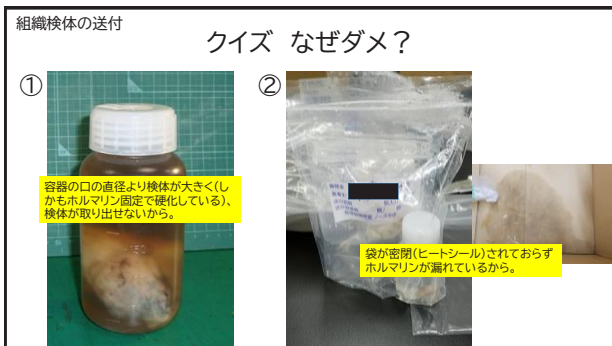 組織検体の送付
クイズ なぜダメ?
①
容器の口の直径より検体が大きく(し
かもホルマリン固定で硬化している)、
検体が取り出せないから。
②
袋が密閉(ヒートシール)されておらず
ホルマリンが漏れているから。